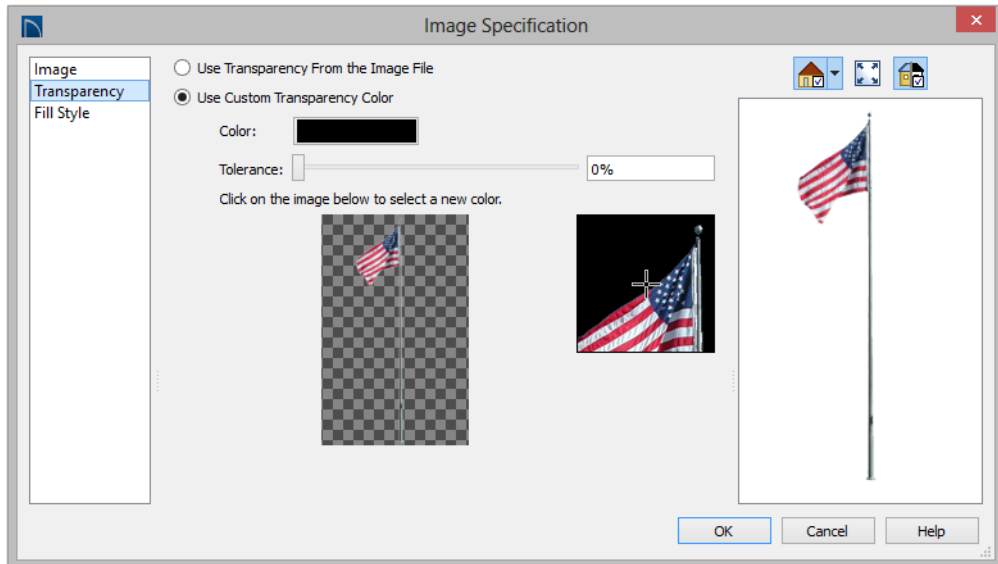 Image Specification
Image
Transparency
Fill Style
Use Transparency From the Image File
Use Custom Transparency Color
Color:
Tolerance:
0%
Click on the image below to select a new color.
OK
Cancel
Help